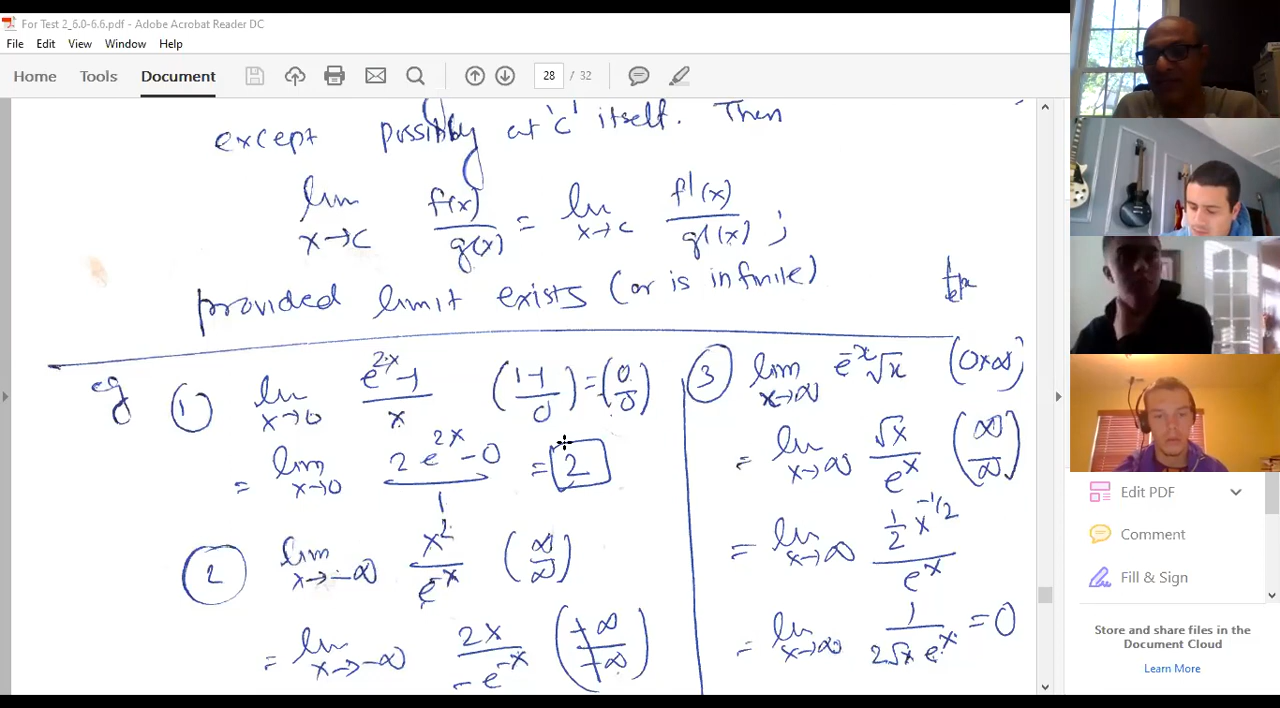 For Test 2_6.0-6.6.pdf - Adobe Acrobat Reader DC
File Edit View Window Help
Home Tools Document 28 / 32
except possibly at 'c' itself. Then
lim x→c f(x)/g(x) = lim x→c f'(x)/g'(x) ;
provided limit exists (or is infinite)
eg ① lim x→0 (e^2x - 1)/x (1-1/0) = (0/0)
= lim x→0 (2e^2x - 0)/1 = 2
② lim x→-∞ x^2/e^-x (∞/∞)
= lim x→-∞ 2x/-e^-x (-∞/-∞)
③ lim x→∞ e^-x √x (0×∞)
= lim x→∞ √x/e^x (∞/∞)
= lim x→∞ (1/2 x^-1/2)/e^x
= lim x→∞ 1/(2√x e^x) = 0
Edit PDF
Comment
Fill & Sign
Store and share files in the
Document Cloud
Learn More